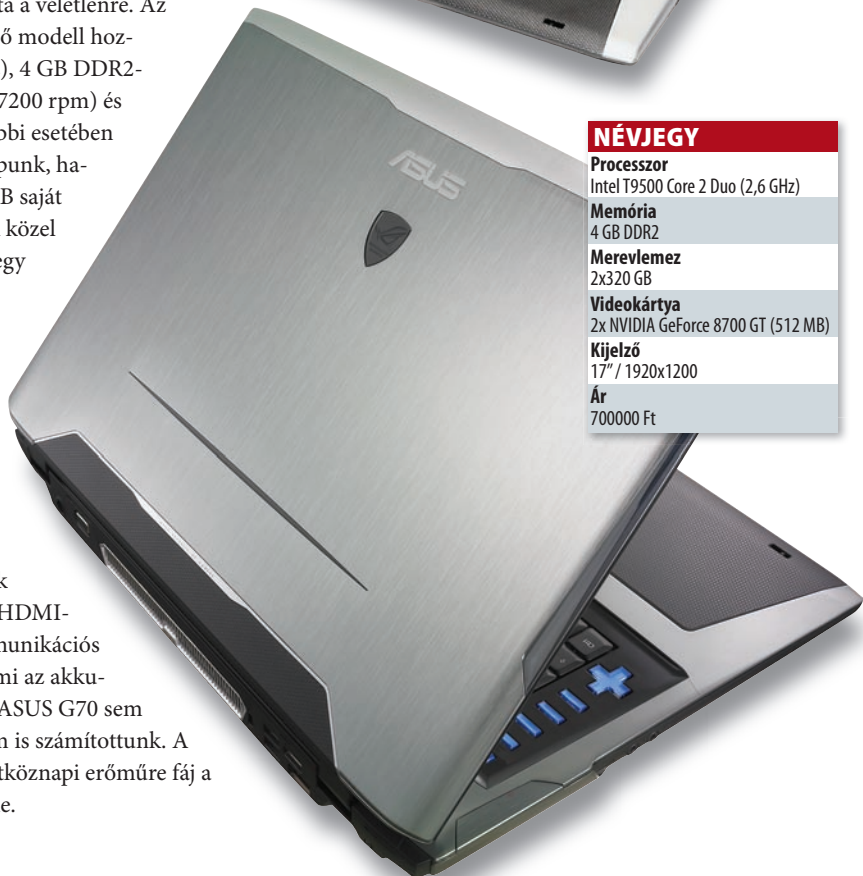 ta a véletlenre. Az
ő modell hoz-
), 4 GB DDR2-
7200 rpm) és
bbi esetében
punk, ha-
B saját
közel
egy
k
HDMI-
munikációs
mi az akku-
ASUS G70 sem
n is számítottunk. A
tköznapi erőműre fáj a
e.
ASUS
NÉVJEGY
Processzor
Intel T9500 Core 2 Duo (2,6 GHz)
Memória
4 GB DDR2
Merevlemez
2x320 GB
Videokártya
2x NVIDIA GeForce 8700 GT (512 MB)
Kijelző
17” / 1920x1200
Ár
700000 Ft